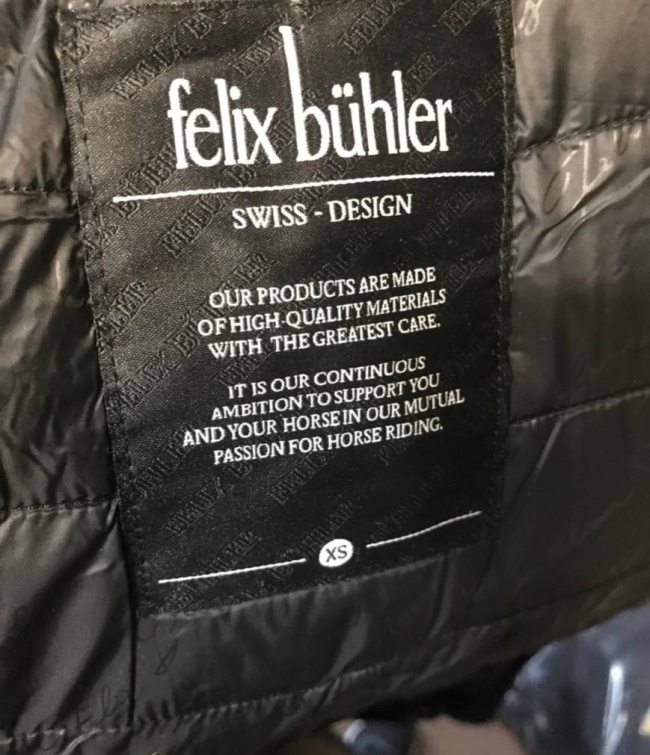 felix bühler
SWISS - DESIGN
OUR PRODUCTS ARE MADE
OF HIGH-QUALITY MATERIALS
WITH THE GREATEST CARE.
IT IS OUR CONTINUOUS
AMBITION TO SUPPORT YOU
AND YOUR HORSE IN OUR MUTUAL
PASSION FOR HORSE RIDING.
XS